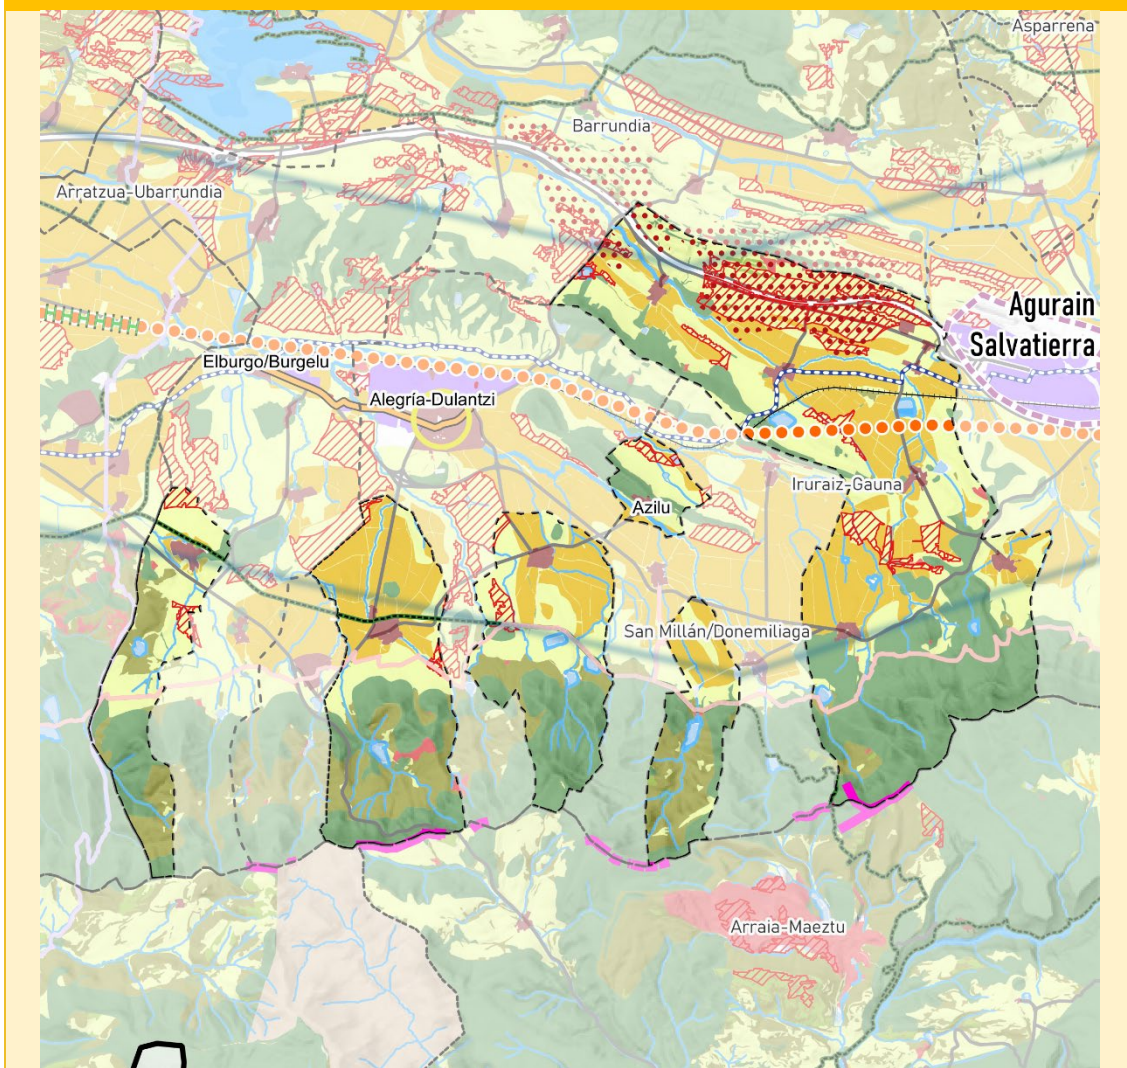 Asparrena
Barrundia
Arratzua-Ubarrundia
Agurain
Salvatierra
Elburgo/Burgelu
Alegría-Dulantzi
Iruraiz-Gauna
Azilu
San Millán/Donemiliaga
Arraia-Maeztu